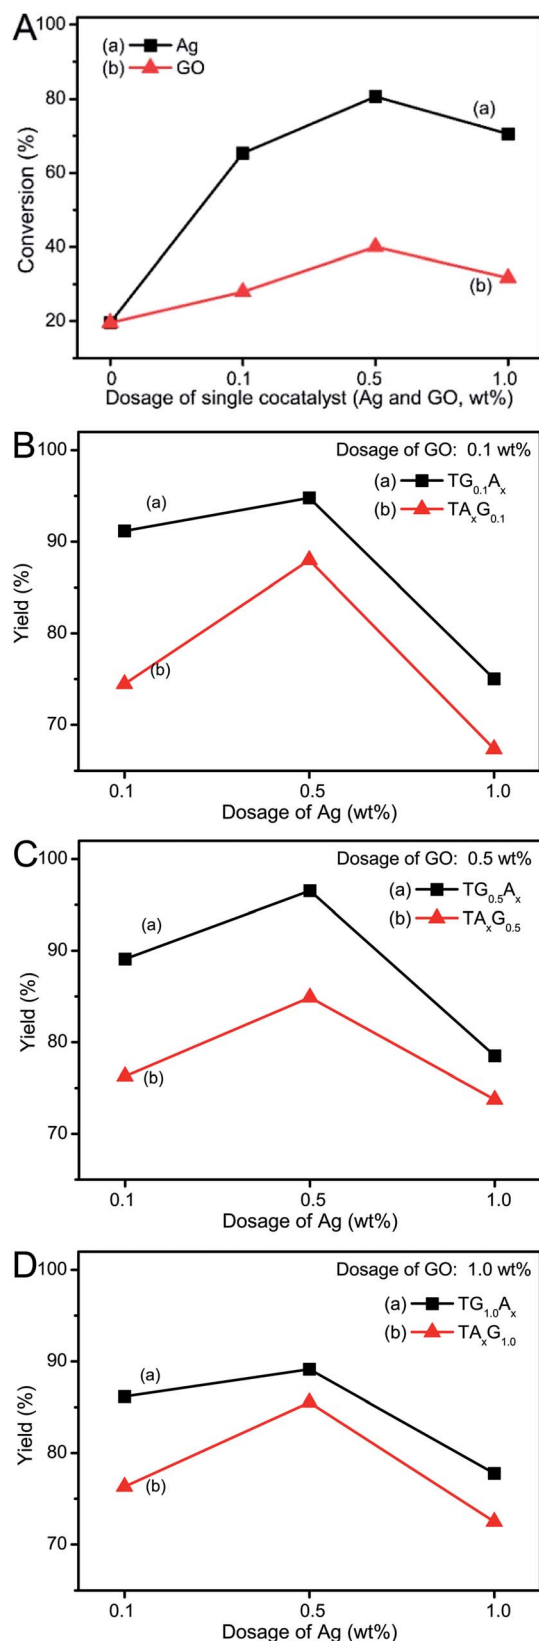 A
100
(a) Ag
(b) GO
80
(a)
60
40
(b)
20
Conversion (%)
0 0.1 0.5 1.0
Dosage of single cocatalyst (Ag and GO, wt%)
B
100
Dosage of GO: 0.1 wt%
(a) TG0.1Ax
(b) TAxG0.1
(a)
90
80
(b)
70
Yield (%)
0.1 0.5 1.0
Dosage of Ag (wt%)
C
100
Dosage of GO: 0.5 wt%
(a) TG0.5Ax
(b) TAxG0.5
(a)
90
80
(b)
70
Yield (%)
0.1 0.5 1.0
Dosage of Ag (wt%)
D
100
Dosage of GO: 1.0 wt%
(a) TG1.0Ax
(b) TAxG1.0
(a)
90
80
(b)
70
Yield (%)
0.1 0.5 1.0
Dosage of Ag (wt%)